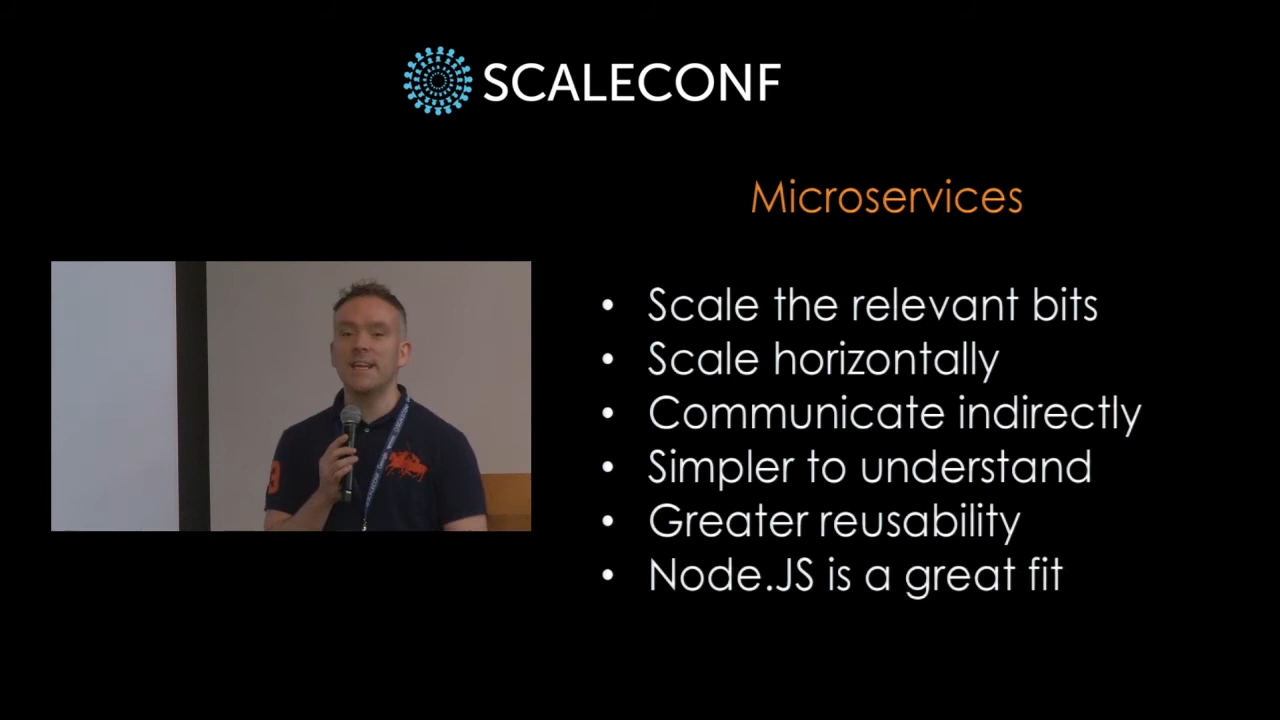 SCALECONF
Microservices
• Scale the relevant bits
• Scale horizontally
• Communicate indirectly
• Simpler to understand
• Greater reusability
• Node.JS is a great fit
3